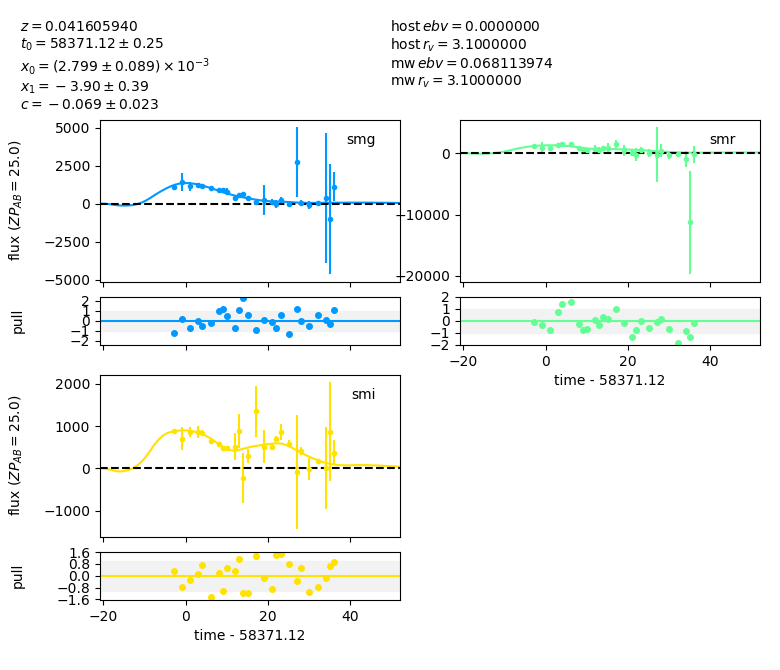 z = 0.041605940
t₀ = 58371.12 ± 0.25
x₀ = (2.799 ± 0.089) × 10⁻³
x₁ = −3.90 ± 0.39
c = −0.069 ± 0.023
host ebv = 0.0000000
host r_v = 3.1000000
mw ebv = 0.068113974
mw r_v = 3.1000000
smg
5000
2500
0
−2500
−5000
flux (ZP_AB = 25.0)
2
1
0
−1
−2
pull
smr
0
−10000
−20000
2
1
0
−1
−2
−20
0
20
40
time - 58371.12
smi
2000
1000
0
−1000
flux (ZP_AB = 25.0)
1.6
0.8
0.0
−0.8
−1.6
pull
−20
0
20
40
time - 58371.12